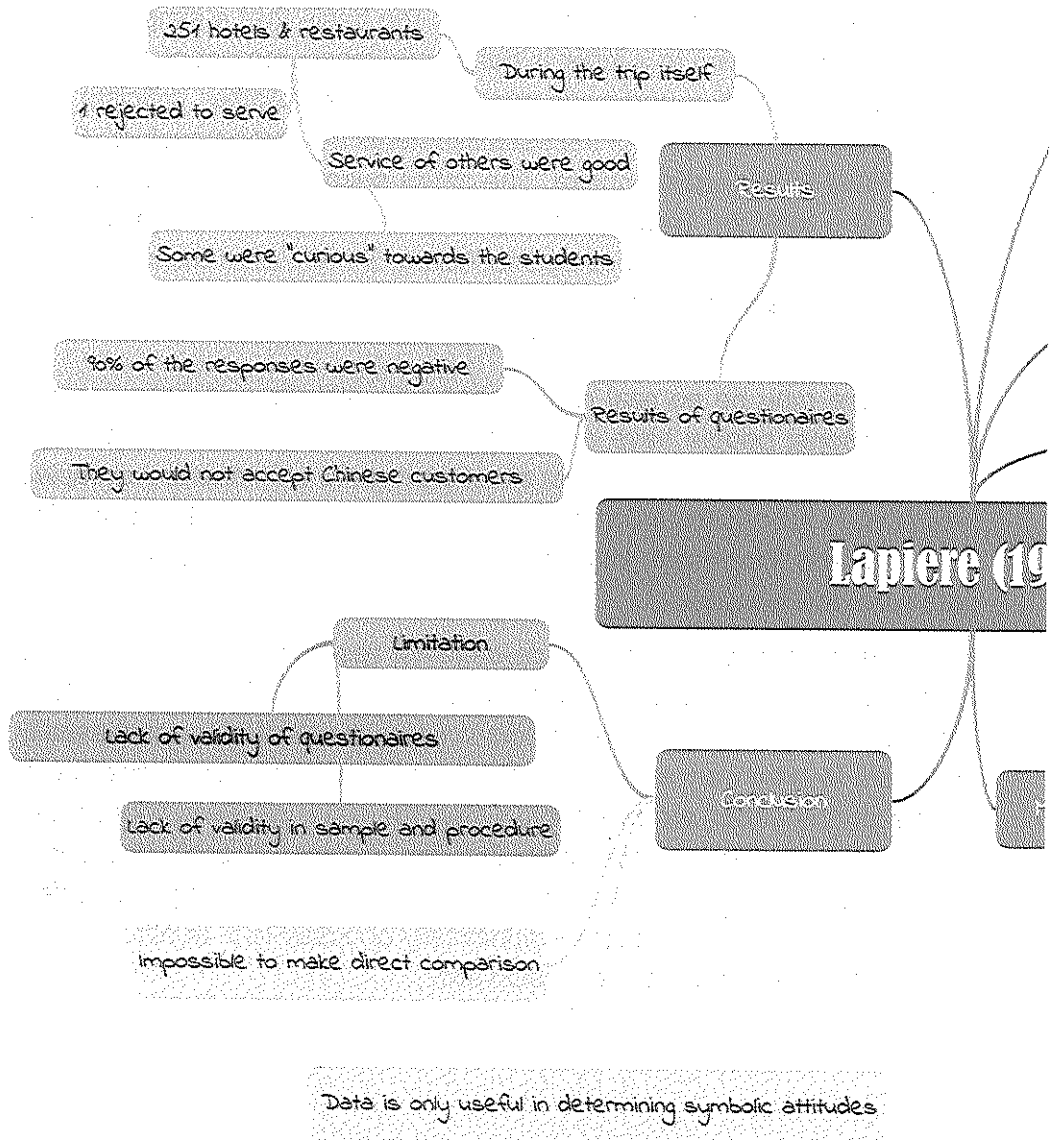 251 hotels & restaurants
During the trip itself
1 rejected to serve
Service of others were good
Results
Some were "curious" towards the students
90% of the responses were negative
Results of questionaires
They would not accept Chinese customers
Lapiere (19
Limitation
Lack of validity of questionaires
Conclusion
Lack of validity in sample and procedure
Impossible to make direct comparison
Data is only useful in determining symbolic attitudes